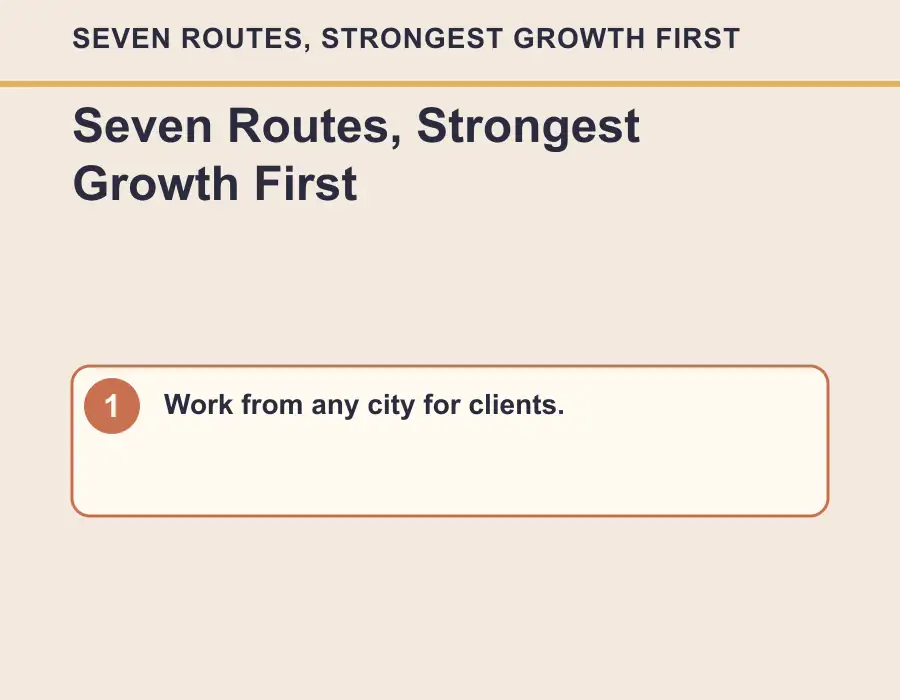 SEVEN ROUTES, STRONGEST GROWTH FIRST
Seven Routes, Strongest
Growth First
1 Work from any city for clients.